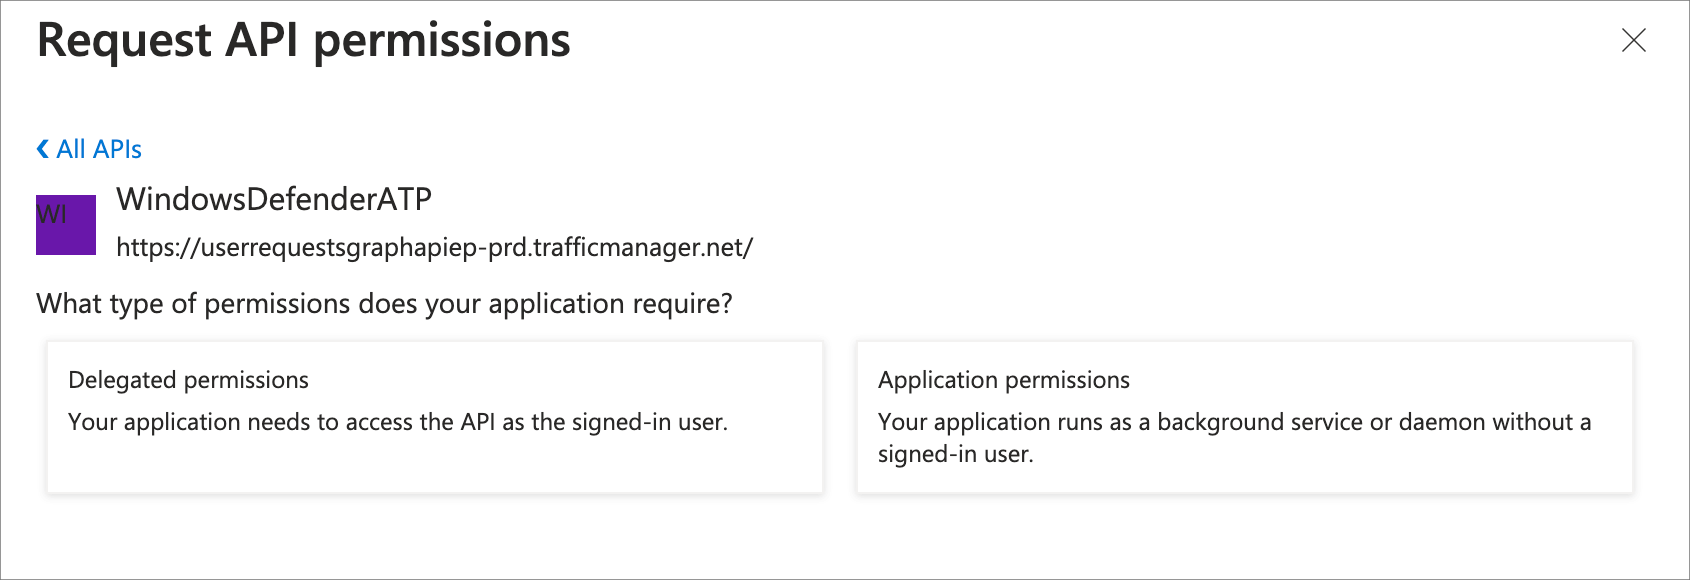 Request API permissions
All APIs
WI
WindowsDefenderATP
https://userrequestsgraphapiep-prd.trafficmanager.net/
What type of permissions does your application require?
Delegated permissions
Your application needs to access the API as the signed-in user.
Application permissions
Your application runs as a background service or daemon without a
signed-in user.